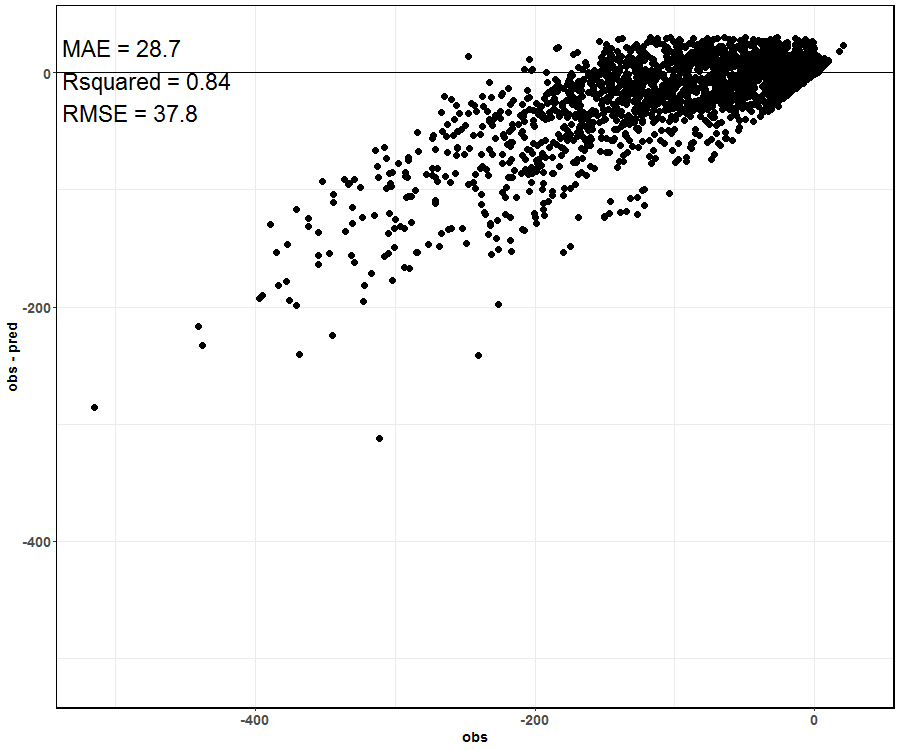 MAE = 28.7
Rsquared = 0.84
RMSE = 37.8
0
-200
-400
obs - pred
-400
-200
0
obs